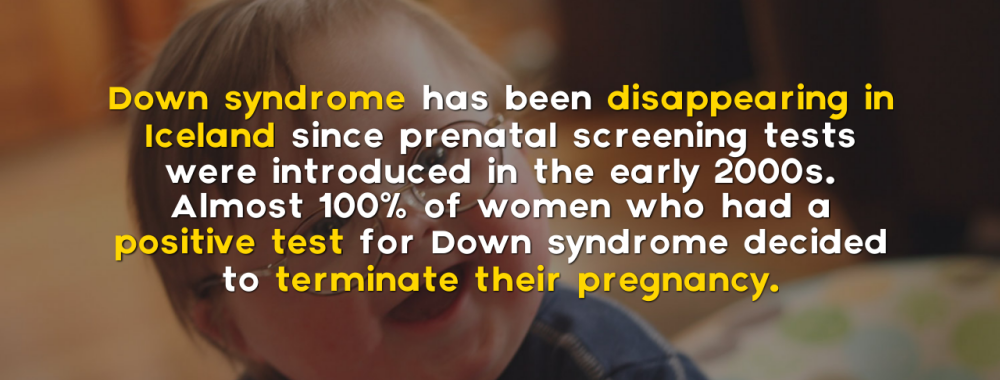 Down syndrome has been disappearing in
Iceland since prenatal screening tests
were introduced in the early 2000s.
Almost 100% of women who had a
positive test for Down syndrome decided
to terminate their pregnancy.